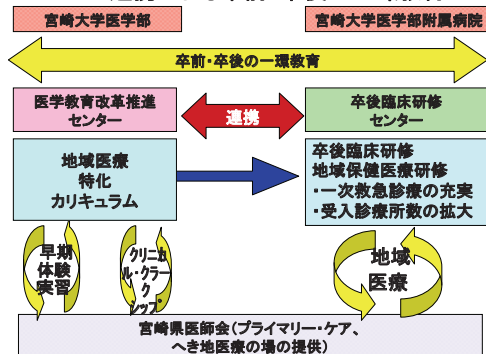 宮崎大学医学部
宮崎大学医学部附属病院
卒前・卒後の一環教育
医学教育改革推進
センター
連携
卒後臨床研修
センター
地域医療
特化
カリキュラム
卒後臨床研修
地域保健医療研修
・一次救急診療の充実
・受入診療所数の拡大
早期
体験
実習
クリニカ
ル・クラー
ク
シップ
地域
医療
宮崎県医師会(プライマリー・ケア、
へき地医療の場の提供)